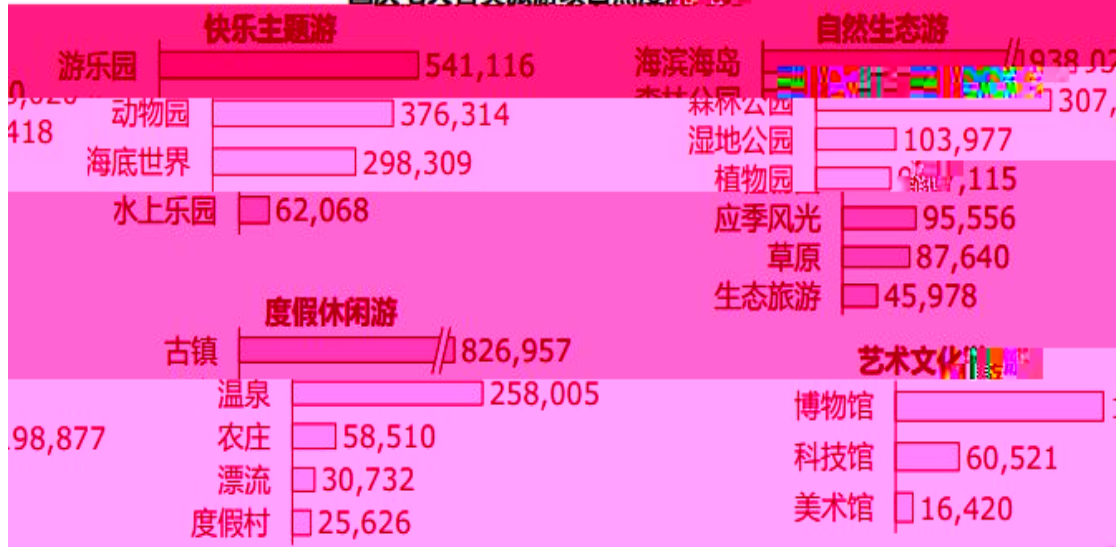 快乐主题游
游乐园 541,116
动物园 376,314
海底世界 298,309
水上乐园 62,068
度假休闲游
古镇 826,957
温泉 258,005
农庄 58,510
漂流 30,732
度假村 25,626
418
98,877
自然生态游
海滨海岛
森林公园 307,
湿地公园 103,977
植物园 ,115
应季风光 95,556
草原 87,640
生态旅游 45,978
艺术文化
博物馆
科技馆 60,521
美术馆 16,420